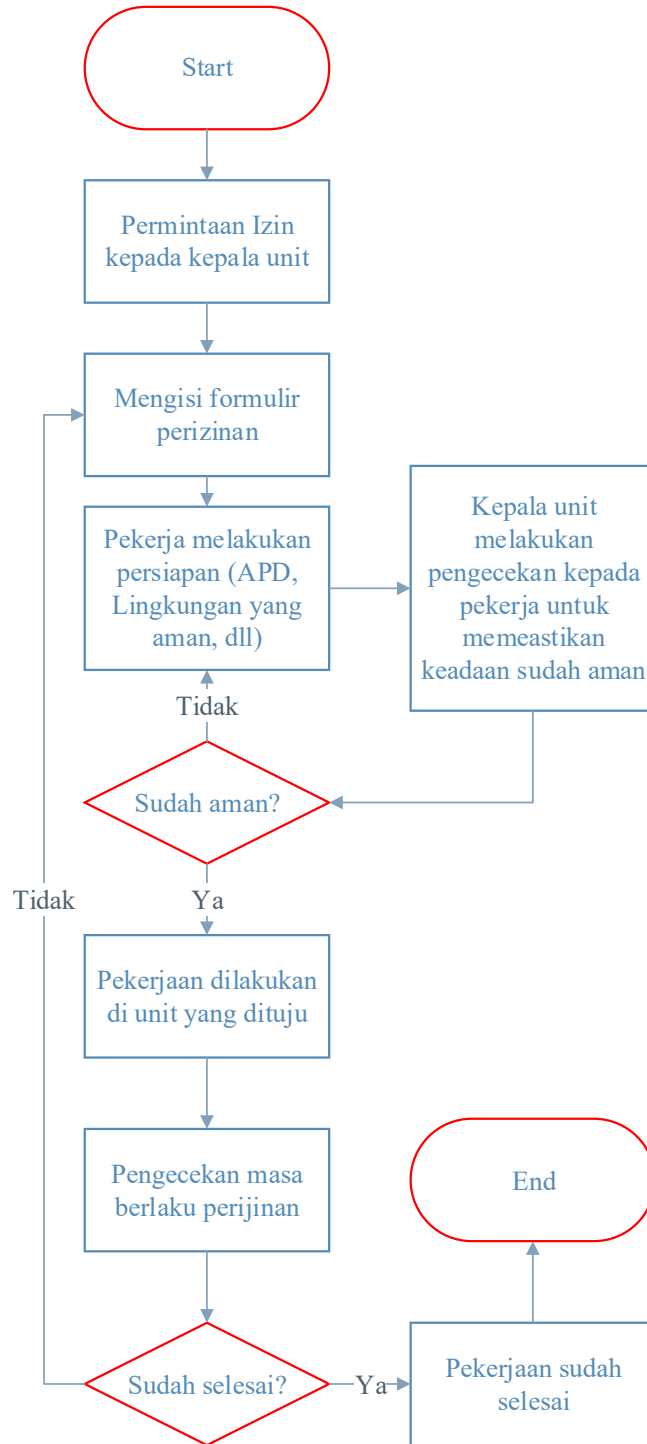 Start
Permintaan Izin
kepada kepala unit
Mengisi formulir
perizinan
Pekerja melakukan
persiapan (APD,
Lingkungan yang
aman, dll)
Kepala unit
melakukan
pengecekan kepada
pekerja untuk
memeastikan
keadaan sudah aman
Tidak
Sudah aman?
Ya
Tidak
Pekerjaan dilakukan
di unit yang dituju
Pengecekan masa
berlaku perijinan
End
Sudah selesai?
Ya
Pekerjaan sudah
selesai